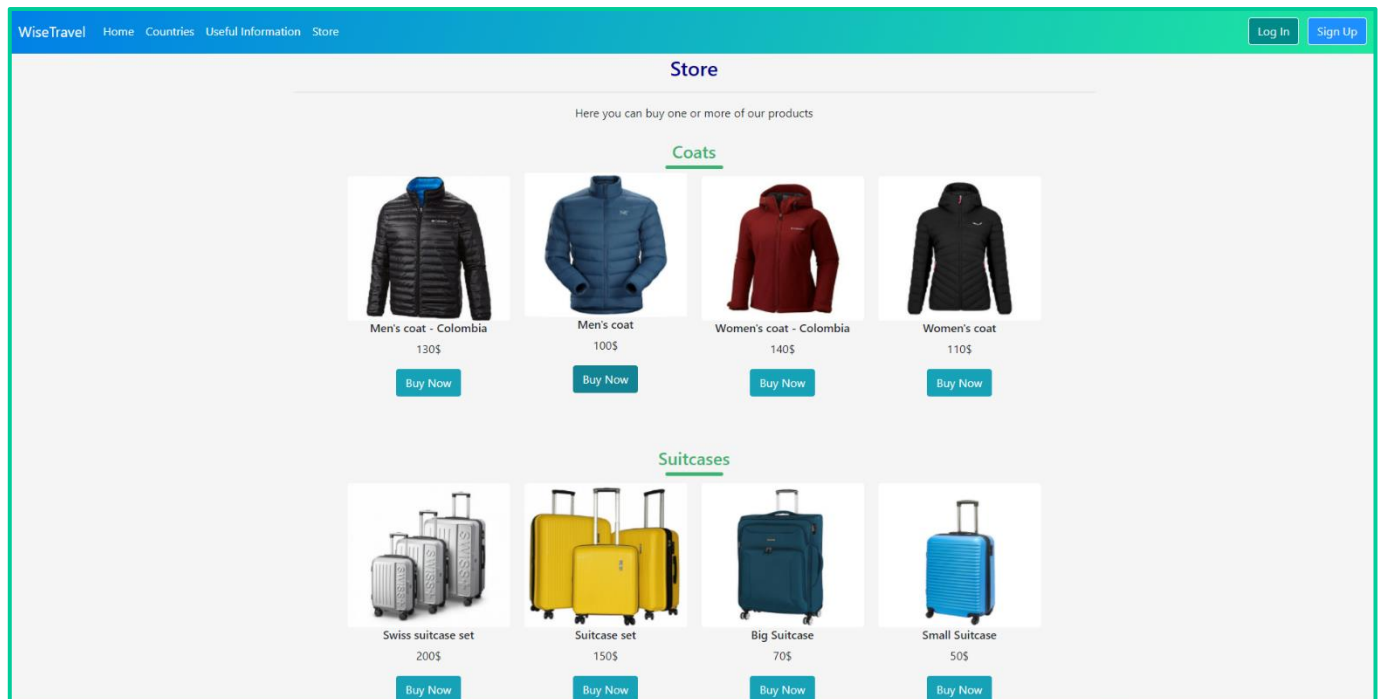 WiseTravel Home Countries Useful Information Store Log In Sign Up
Store
Here you can buy one or more of our products
Coats
Men's coat - Colombia Men's coat Women's coat - Colombia Women's coat
130$ 100$ 140$ 110$
Buy Now Buy Now Buy Now Buy Now
Suitcases
SWISS SWISS SWISS
Swiss suitcase set Suitcase set Big Suitcase Small Suitcase
200$ 150$ 70$ 50$
Buy Now Buy Now Buy Now Buy Now